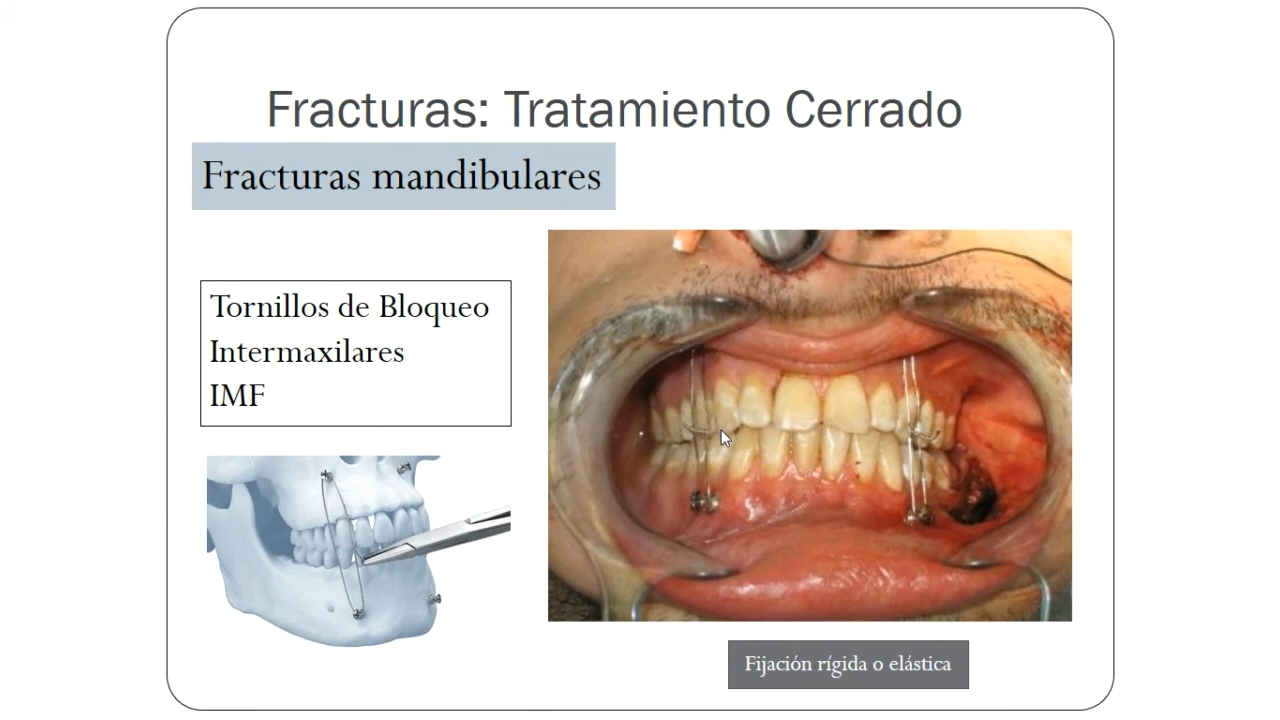 Fracturas: Tratamiento Cerrado
Fracturas mandibulares
Tornillos de Bloqueo
Intermaxilares
IMF
Fijación rígida o elástica